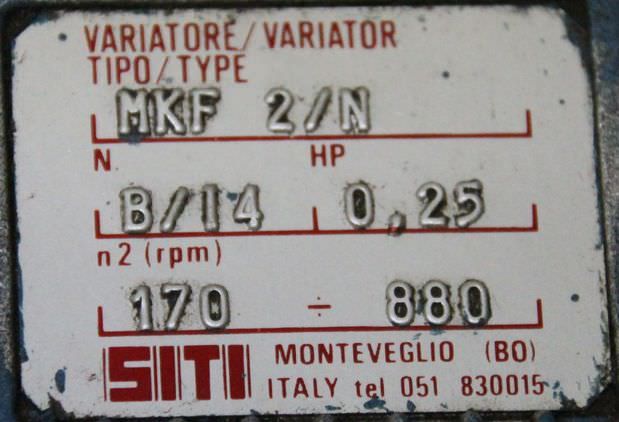 VARIATORE/VARIATOR
TIPO/TYPE
MKF 2/N
N HP
B/14 0,25
n2 (rpm)
170 ÷ 880
SITI MONTEVEGLIO (BO)
ITALY tel 051 830015